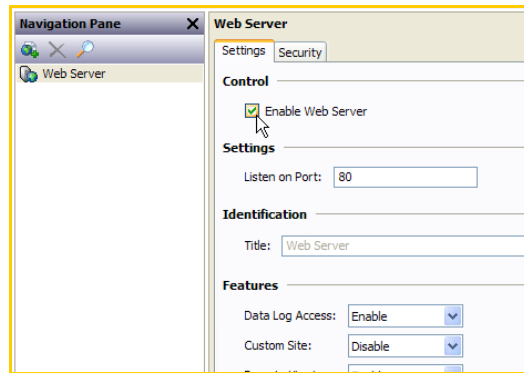 Navigation Pane
Web Server
Web Server
Settings
Security
Control
Enable Web Server
Settings
Listen on Port: 80
Identification
Title: Web Server
Features
Data Log Access: Enable
Custom Site: Disable